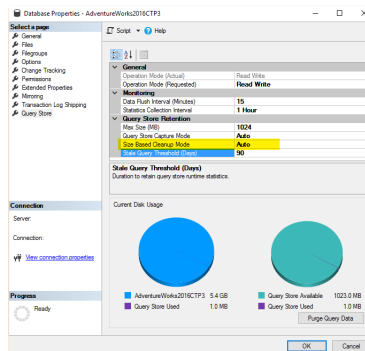 Database Properties - AdventureWorks2016CTP3
Select a page
General
Files
Filegroups
Options
Change Tracking
Permissions
Extended Properties
Mirroring
Transaction Log Shipping
Query Store
Script
Help
General
Operation Mode (Actual) Read Write
Operation Mode (Requested) Read Write
Monitoring
Data Flush Interval (Minutes) 15
Statistics Collection Interval 1 Hour
Query Store Retention
Max Size (MB) 1024
Query Store Capture Mode Auto
Size Based Cleanup Mode Auto
Stale Query Threshold (Days) 90
Stale Query Threshold (Days)
Duration to retain query store runtime statistics.
Connection
Server:
Connection:
View connection properties
Progress
Ready
Current Disk Usage
AdventureWorks2016CTP3 5.4 GB
Query Store Used 1.0 MB
Query Store Available 1023.0 MB
Query Store Used 1.0 MB
Purge Query Data
OK Cancel